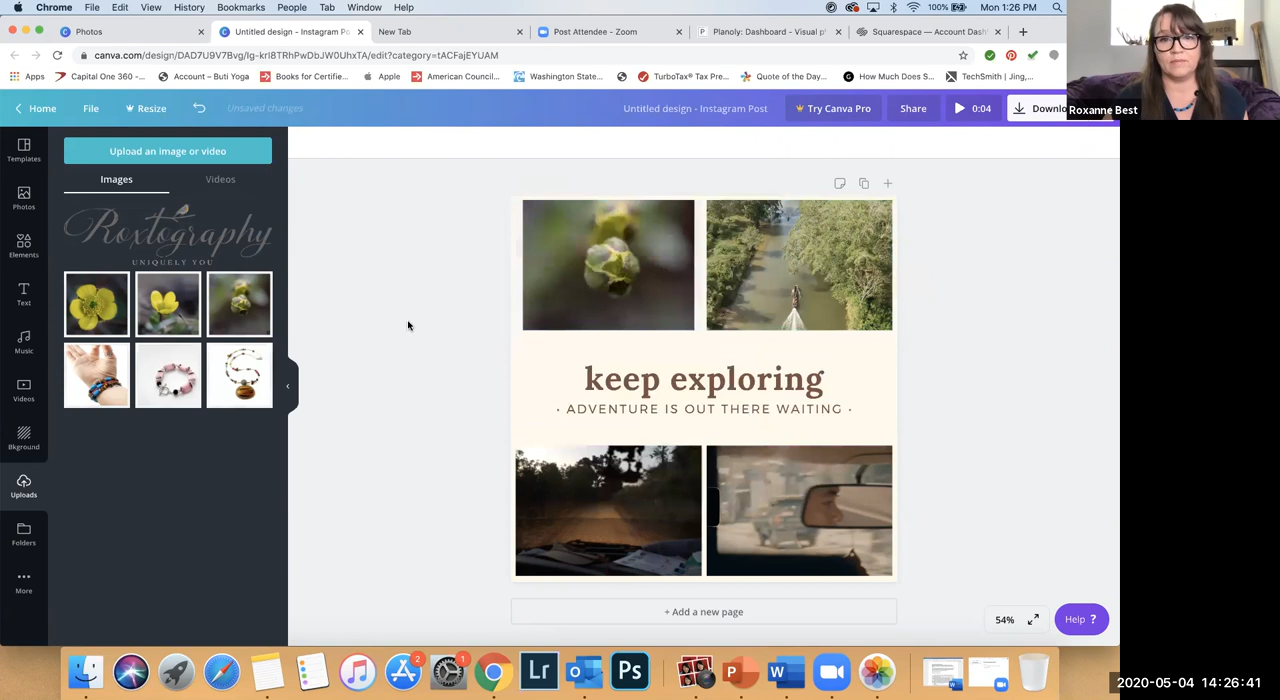 Chrome File Edit View History Bookmarks People Tab Window Help 100% Mon 1:26 PM
Photos Untitled design - Instagram Po New Tab Post Attendee - Zoom Planoly: Dashboard - Visual p Squarespace — Account Dash
canva.com/design/DAD7U9V7Bvg/Ig-krI8TRhPwDbJW0UhxTA/edit?category=tACFajEYUAM
Apps Capital One 360 -... Account – Buti Yoga Books for Certifie... Apple American Council... Washington State... TurboTax® Tax Pre... Quote of the Day... How Much Does S... TechSmith | Jing,...
Roxanne Best
Home File Resize Unsaved changes Untitled design - Instagram Post Try Canva Pro Share 0:04 Downlo
Upload an image or video
Images Videos
Templates
Photos
Elements
Text
Music
Videos
Bkground
Uploads
Folders
More
Roxtography
UNIQUELY YOU
keep exploring
· ADVENTURE IS OUT THERE WAITING ·
+ Add a new page
54% Help ?
2 1 Lr Ps P W
2020-05-04 14:26:41